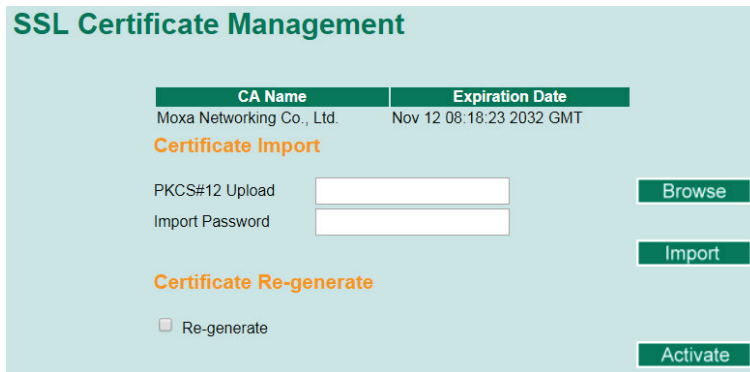 SSL Certificate Management
CA Name Expiration Date
Moxa Networking Co., Ltd. Nov 12 08:18:23 2032 GMT
Certificate Import
PKCS#12 Upload Browse
Import Password
Import
Certificate Re-generate
Re-generate
Activate